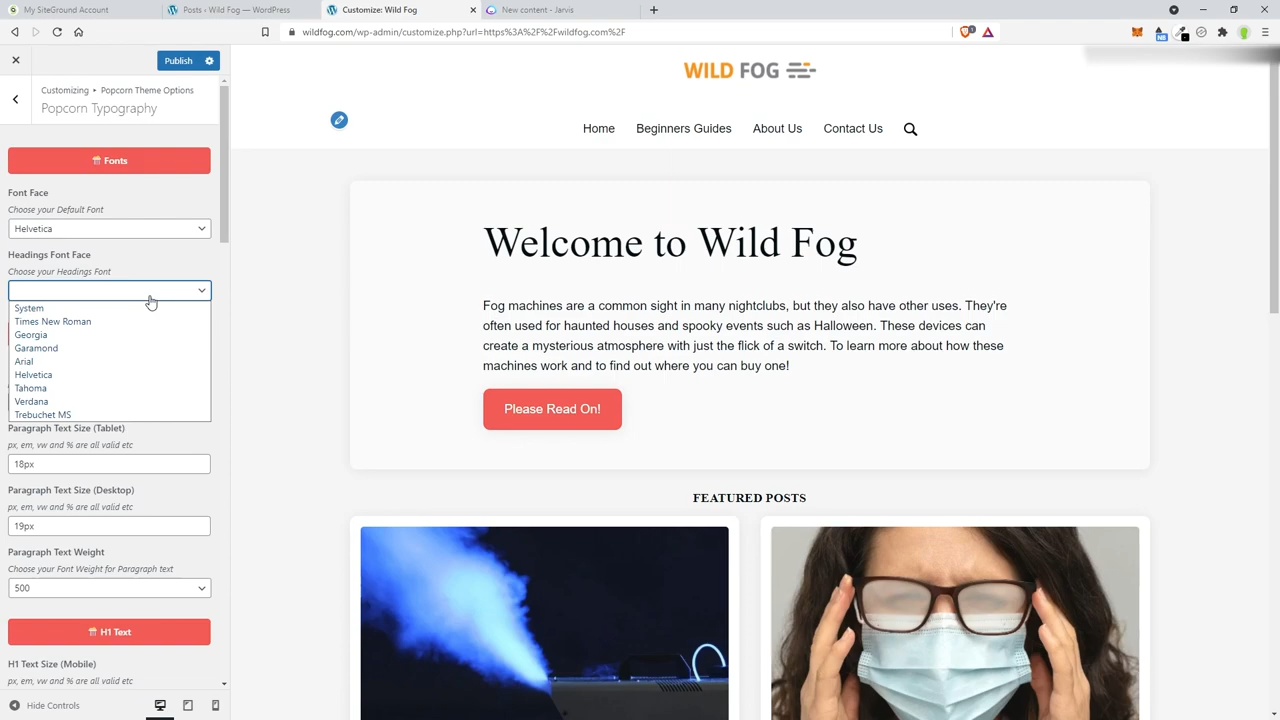 My SiteGround Account
Posts ‹ Wild Fog — WordPress
Customize: Wild Fog
New content - Jarvis
wildfog.com/wp-admin/customize.php?url=https%3A%2F%2Fwildfog.com%2F
Publish
Customizing ▸ Popcorn Theme Options
Popcorn Typography
Fonts
Font Face
Choose your Default Font
Helvetica
Headings Font Face
Choose your Headings Font
System
Times New Roman
Georgia
Garamond
Arial
Helvetica
Tahoma
Verdana
Trebuchet MS
Paragraph Text Size (Tablet)
px, em, vw and % are all valid etc
18px
Paragraph Text Size (Desktop)
px, em, vw and % are all valid etc
19px
Paragraph Text Weight
Choose your Font Weight for Paragraph text
500
H1 Text
H1 Text Size (Mobile)
px, em, vw and % are all valid etc
Hide Controls
WILD FOG
Home
Beginners Guides
About Us
Contact Us
Welcome to Wild Fog
Fog machines are a common sight in many nightclubs, but they also have other uses. They're
often used for haunted houses and spooky events such as Halloween. These devices can
create a mysterious atmosphere with just the flick of a switch. To learn more about how these
machines work and to find out where you can buy one!
Please Read On!
FEATURED POSTS